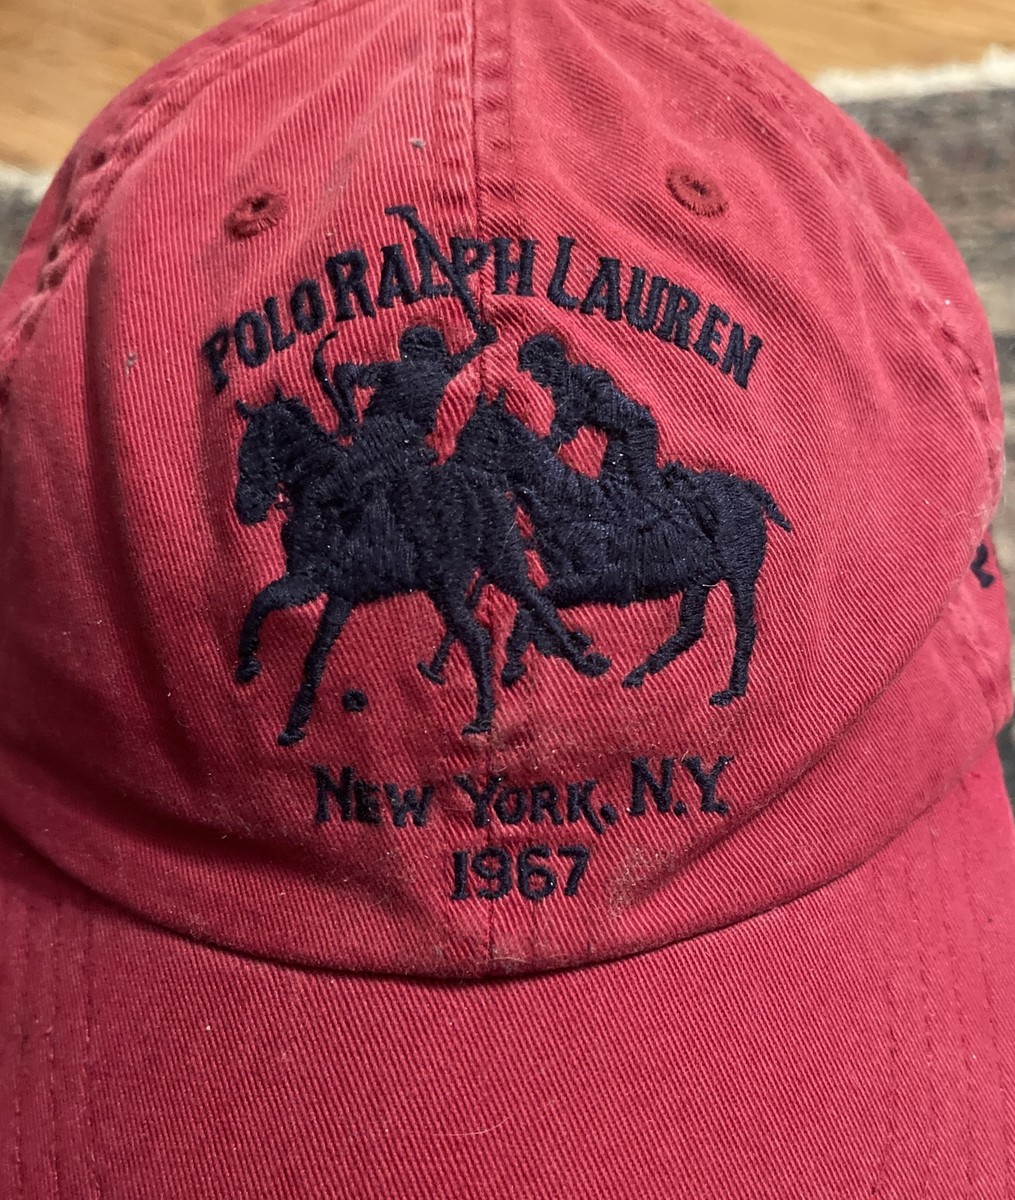 POLO RALPH LAUREN
NEW YORK, N.Y.
1967